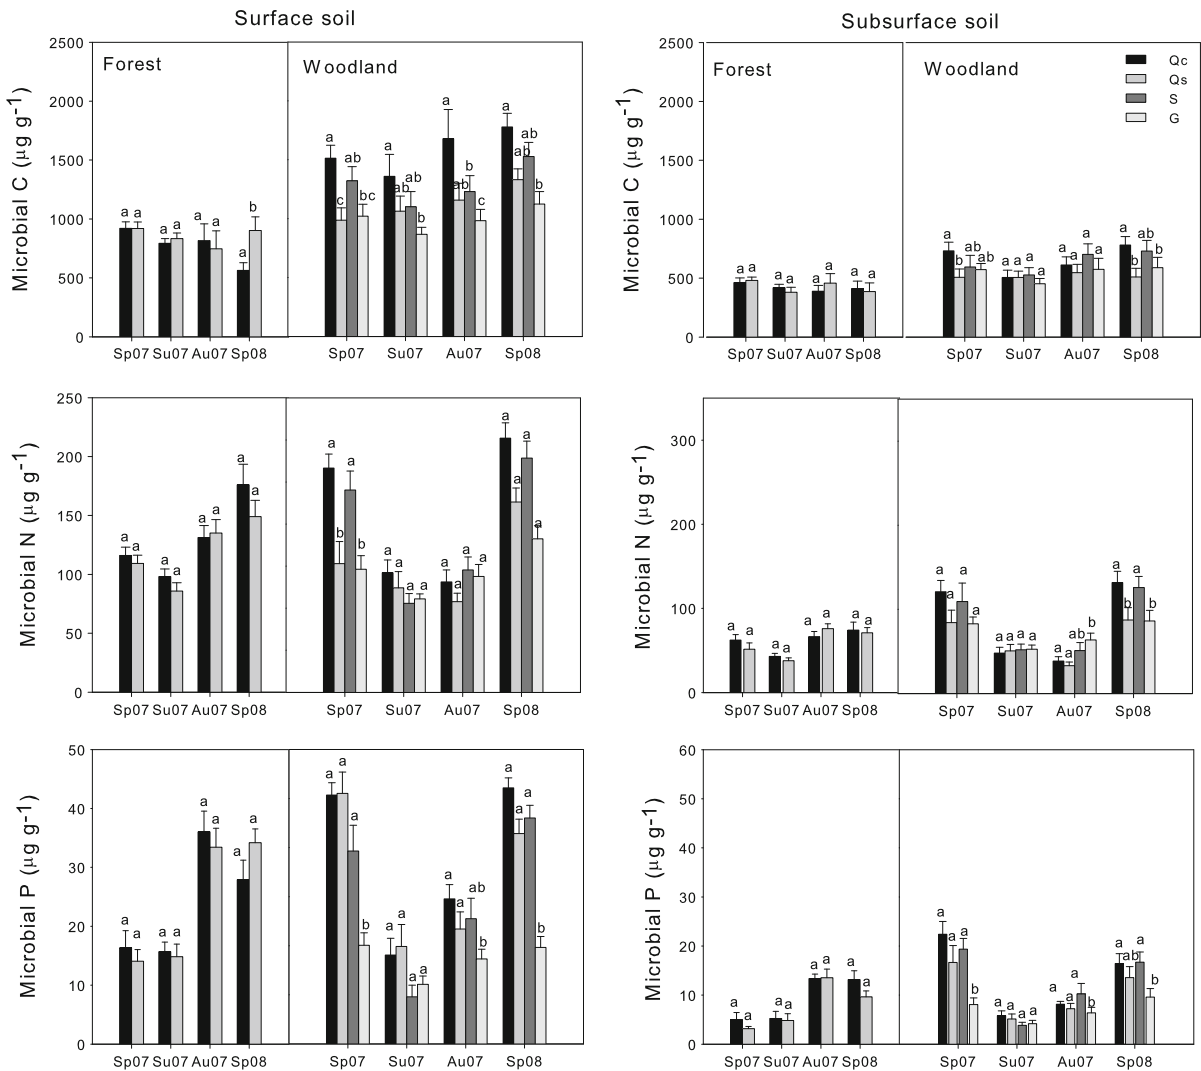 Surface soil
Subsurface soil
2500
2000
1500
1000
500
0
Microbial C (µg g-1)
Forest
Woodland
a a a a a a a b
a c ab bc a ab ab b a ab b c a ab ab b
Sp07 Su07 Au07 Sp08
Sp07 Su07 Au07 Sp08
2500
2000
1500
1000
500
0
Microbial C (µg g-1)
Forest
Woodland
Qc
Qs
S
G
a a a a a a a a
a b ab ab a a a a a a a a a b ab b
Sp07 Su07 Au07 Sp08
Sp07 Su07 Au07 Sp08
250
200
150
100
50
0
Microbial N (µg g-1)
a a a a a a a a
a b a b a a a a a a a a a a a a
Sp07 Su07 Au07 Sp08
Sp07 Su07 Au07 Sp08
300
200
100
0
Microbial N (µg g-1)
a a a a a a a a
a a a a a a a a a a ab b a b a b
Sp07 Su07 Au07 Sp08
Sp07 Su07 Au07 Sp08
50
40
30
20
10
0
Microbial P (µg g-1)
a a a a a a a a
a a a b a a a a a a ab b a a a b
Sp07 Su07 Au07 Sp08
Sp07 Su07 Au07 Sp08
60
50
40
30
20
10
0
Microbial P (µg g-1)
a a a a a a a a
a a a b a a a a a a a b a ab a b
Sp07 Su07 Au07 Sp08
Sp07 Su07 Au07 Sp08